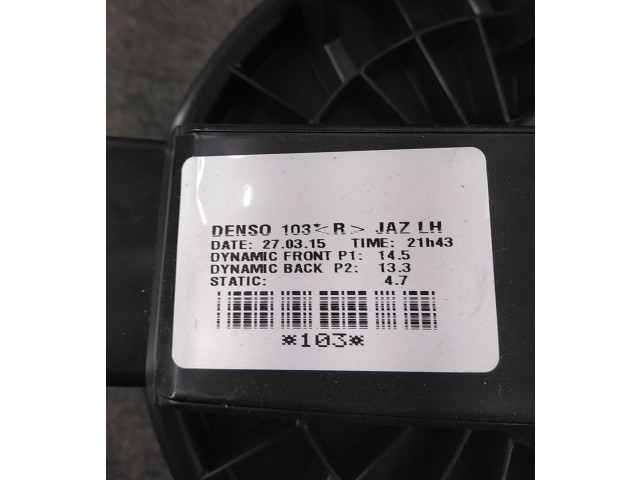 DENSO 103*<R> JAZ LH
DATE: 27.03.15 TIME: 21h43
DYNAMIC FRONT P1: 14.5
DYNAMIC BACK P2: 13.3
STATIC: 4.7
*103*